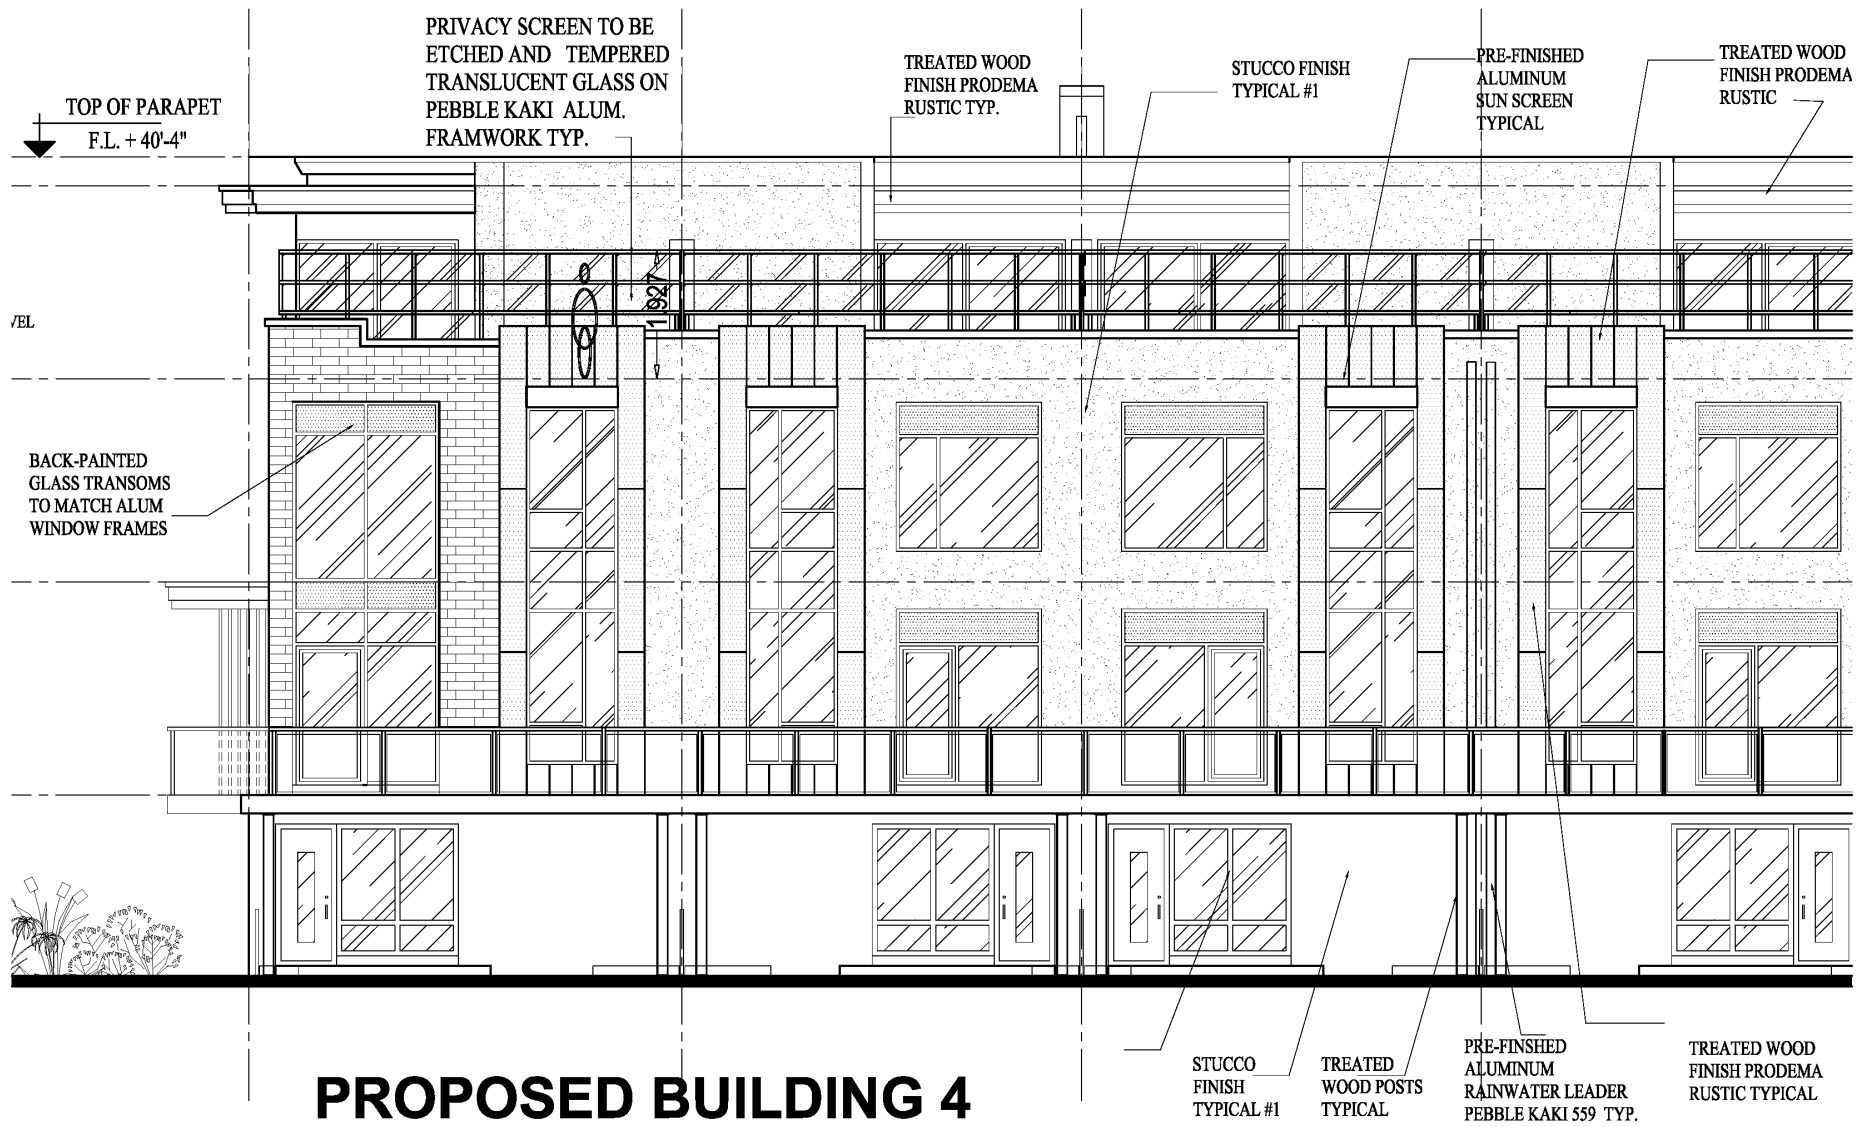 PRIVACY SCREEN TO BE
ETCHED AND TEMPERED
TRANSLUCENT GLASS ON
PEBBLE KAKI ALUM.
FRAMWORK TYP.
TREATED WOOD
FINISH PRODEMA
RUSTIC TYP.
STUCCO FINISH
TYPICAL #1
PRE-FINISHED
ALUMINUM
SUN SCREEN
TYPICAL
TREATED WOOD
FINISH PRODEMA
RUSTIC
TOP OF PARAPET
F.L. + 40'-4"
1.927
VEL
BACK-PAINTED
GLASS TRANSOMS
TO MATCH ALUM
WINDOW FRAMES
STUCCO
FINISH
TYPICAL #1
TREATED
WOOD POSTS
TYPICAL
PRE-FINSHED
ALUMINUM
RAINWATER LEADER
PEBBLE KAKI 559 TYP.
TREATED WOOD
FINISH PRODEMA
RUSTIC TYPICAL
PROPOSED BUILDING 4